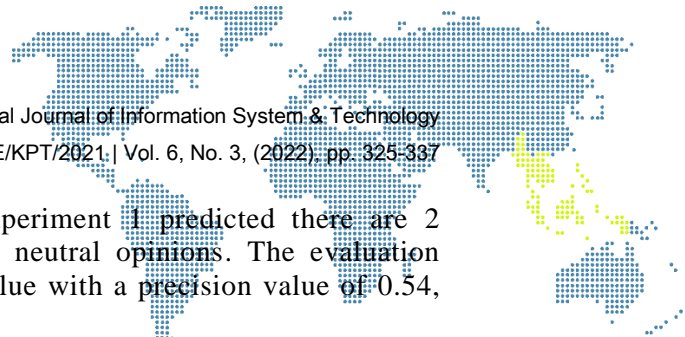 al Journal of Information System & Technology
E/KPT/2021 | Vol. 6, No. 3, (2022), pp. 325-337
periment 1 predicted there are 2
neutral opinions. The evaluation
lue with a precision value of 0.54,